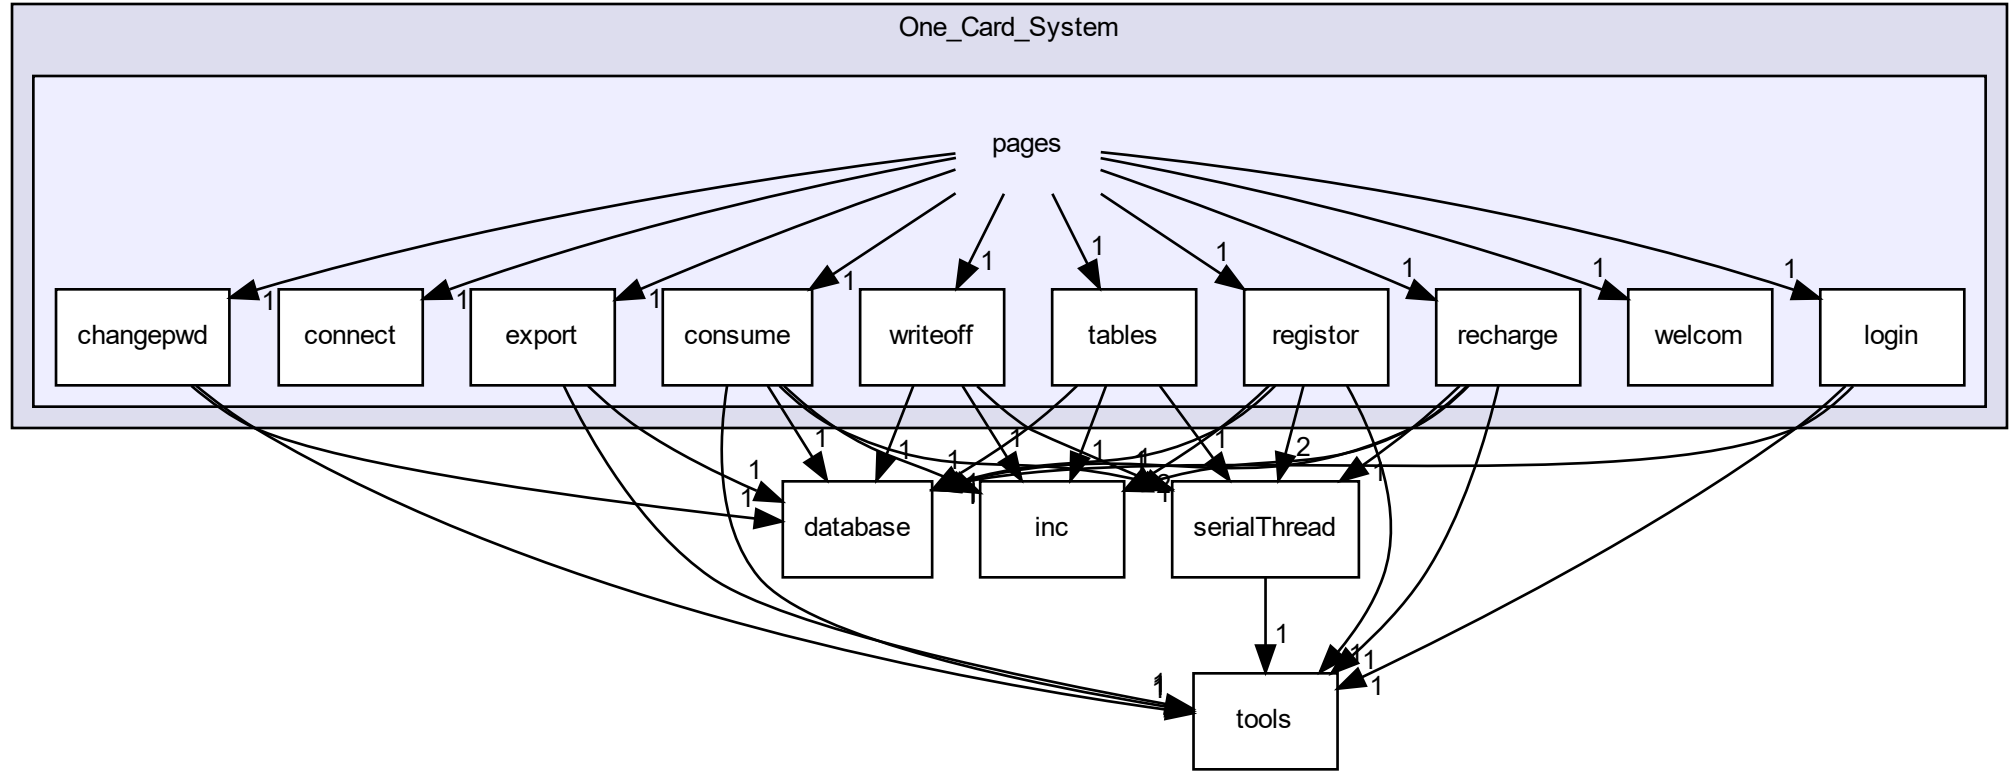 One_Card_System
pages
1
1
1
1
1
1
1
1
1
1
changepwd
connect
export
consume
writeoff
tables
registor
recharge
welcom
login
1
1
1
1
1
1
1
2
1
1
1
1
database
inc
serialThread
1
1
1
1
1
tools